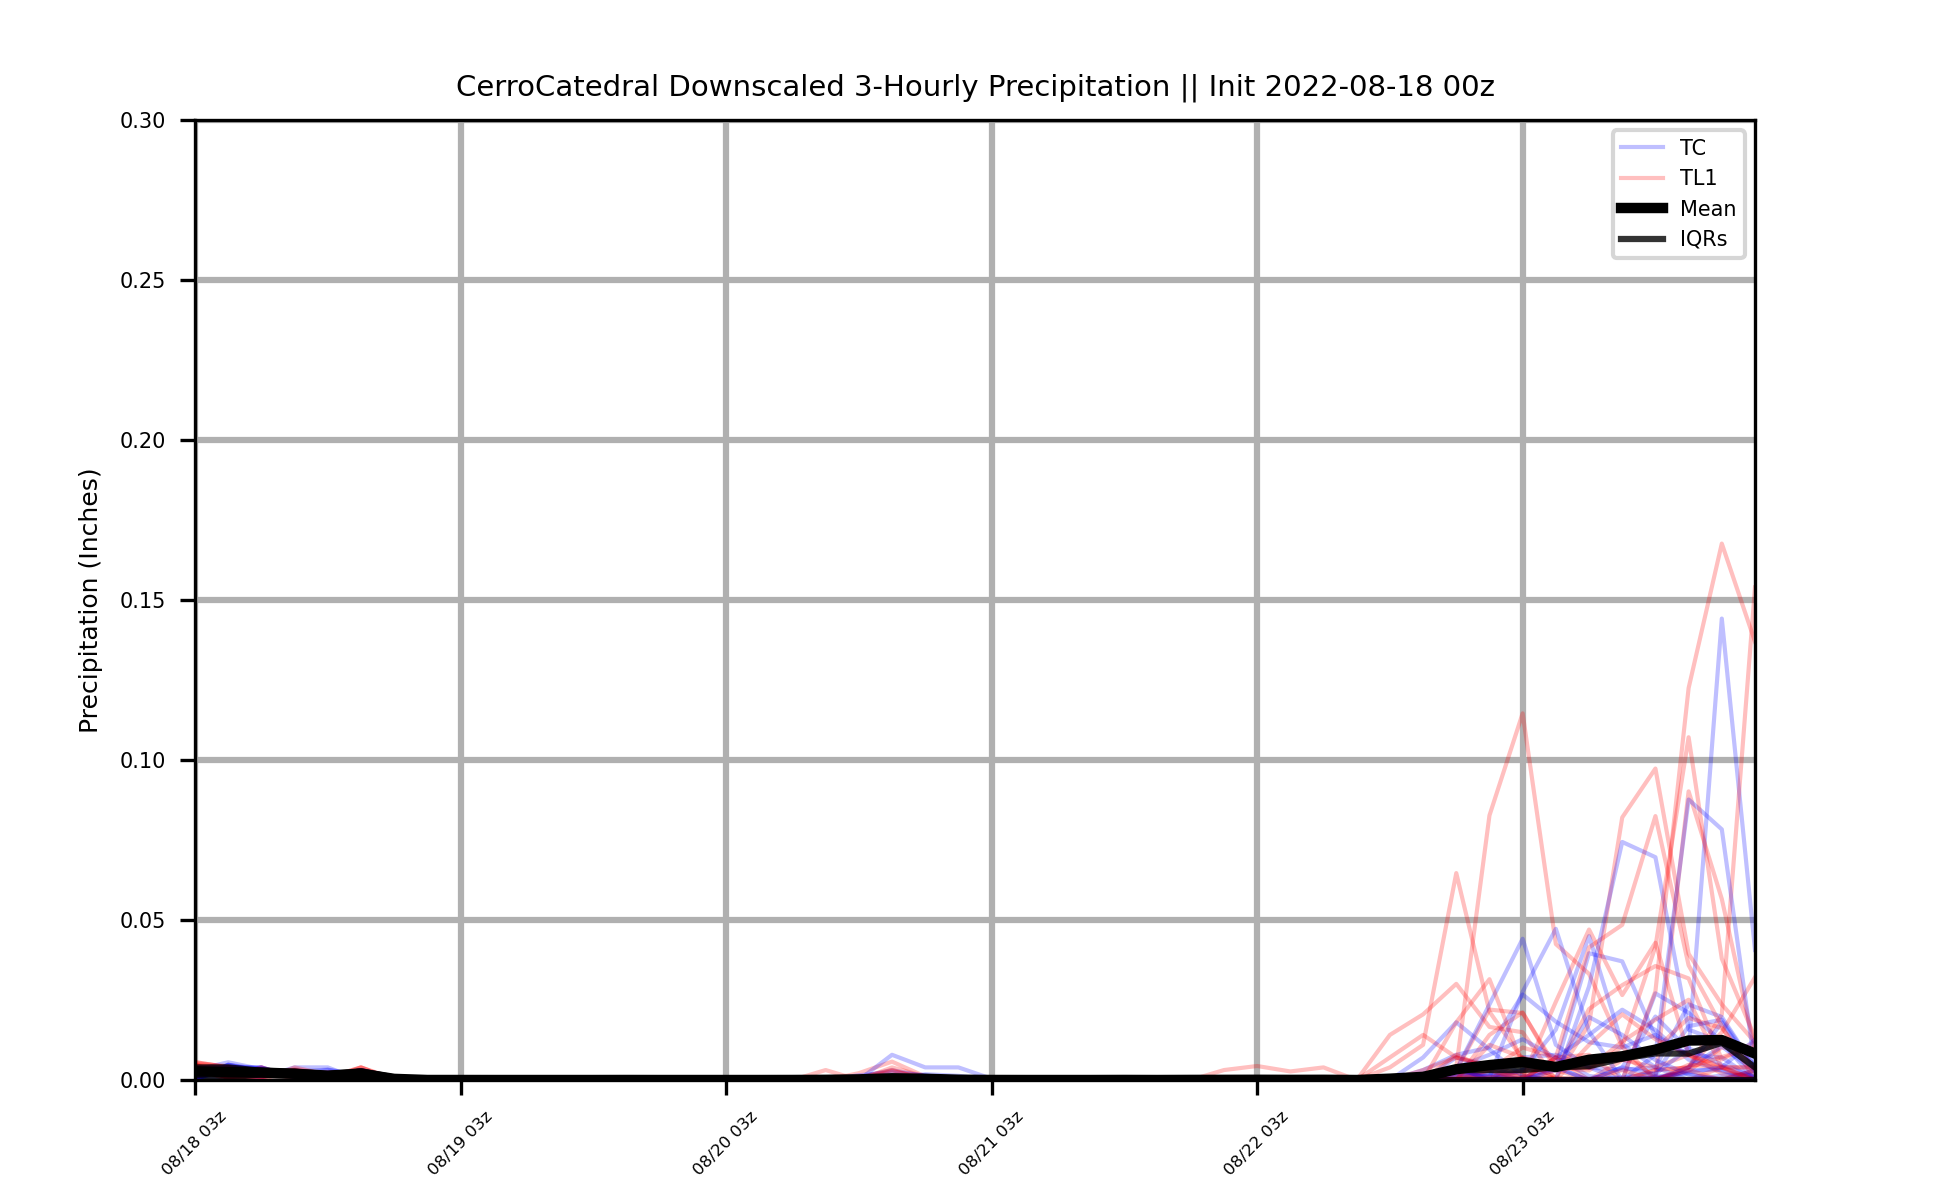 CerroCatedral Downscaled 3-Hourly Precipitation || Init 2022-08-18 00z
0.30
0.25
0.20
0.15
0.10
0.05
0.00
Precipitation (Inches)
TC
TL1
Mean
IQRs
08/18 03z
08/19 03z
08/20 03z
08/21 03z
08/22 03z
08/23 03z